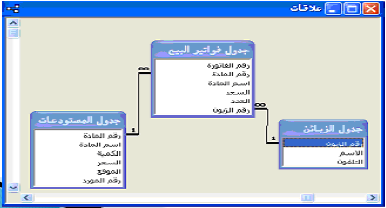 علاقات
جدول فواتير البيع
رقم الفاتورة
رقم المادة
اسم المادة
السعر
العدد
رقم الزبون
جدول المستودعات
رقم المادة
اسم المادة
الكمية
السعر
الموقع
رقم المورد
جدول الزبائن
رقم الزبون
الاسم
التلفون
∞
1
∞
1